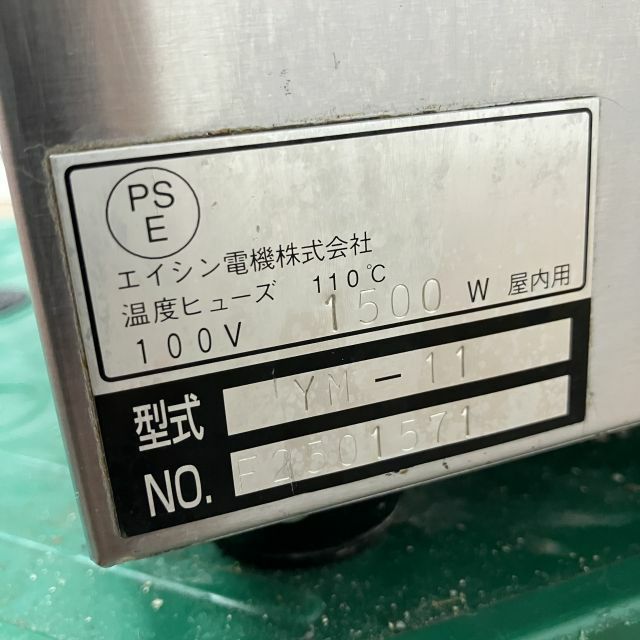 PS
E
エイシン電機株式会社
温度ヒューズ 110℃
100V 1500 W 屋内用
型式 YM-11
NO. F2501571